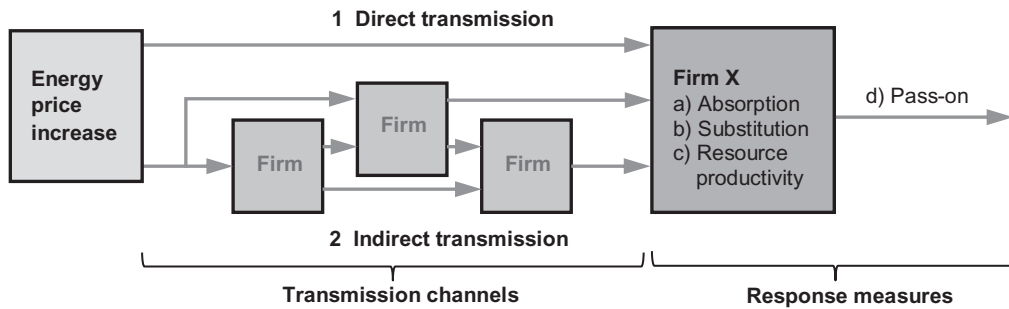 1 Direct transmission
Energy
price
increase
Firm
Firm
Firm
Firm X
a) Absorption
b) Substitution
c) Resource
productivity
d) Pass-on
2 Indirect transmission
Transmission channels
Response measures